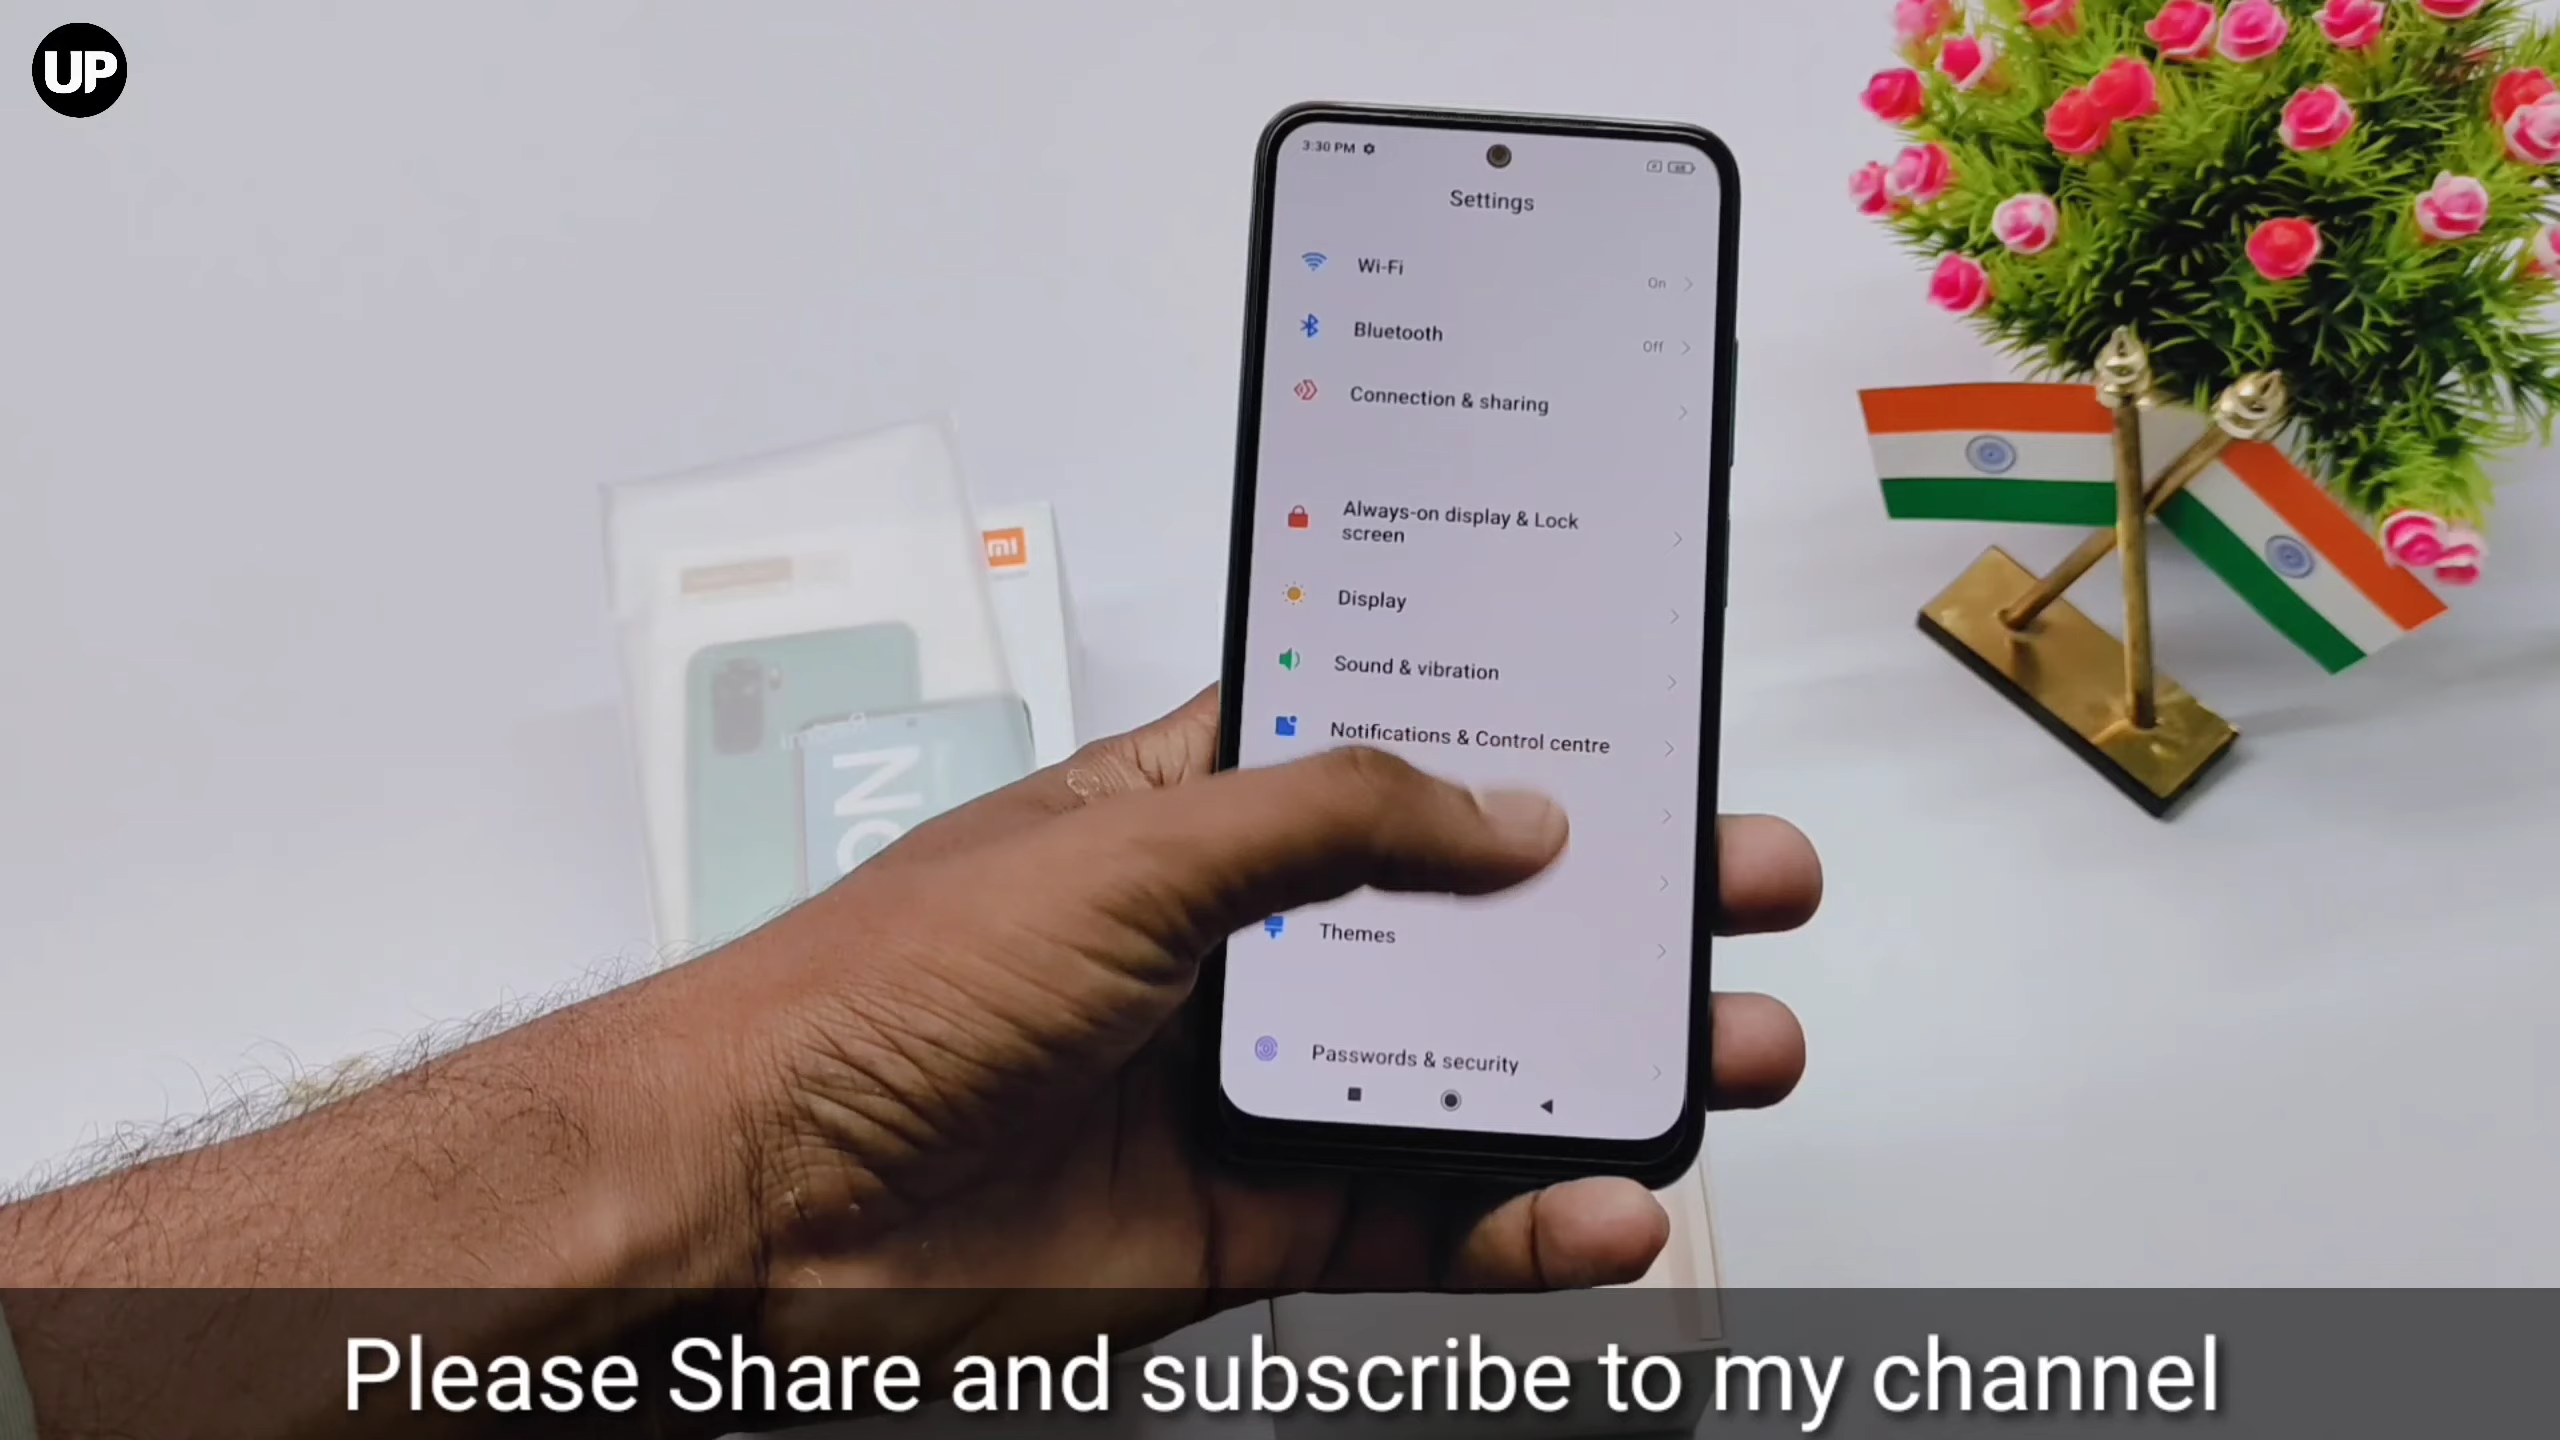 UP
3:30 PM
Settings
Wi-Fi
On
Bluetooth
Off
Connection & sharing
Always-on display & Lock
screen
Display
Sound & vibration
Notifications & Control centre
Themes
Passwords & security
mi
Please Share and subscribe to my channel